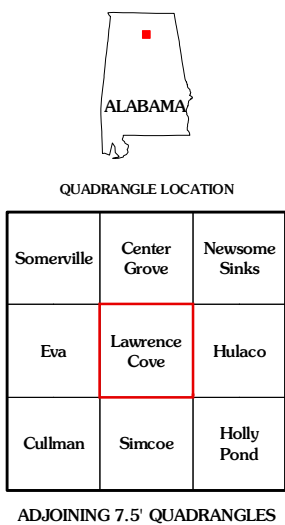 ALABAMA
QUADRANGLE LOCATION
Somerville
Center
Grove
Newsome
Sinks
Eva
Lawrence
Cove
Hulaco
Cullman
Simcoe
Holly
Pond
ADJOINING 7.5' QUADRANGLES